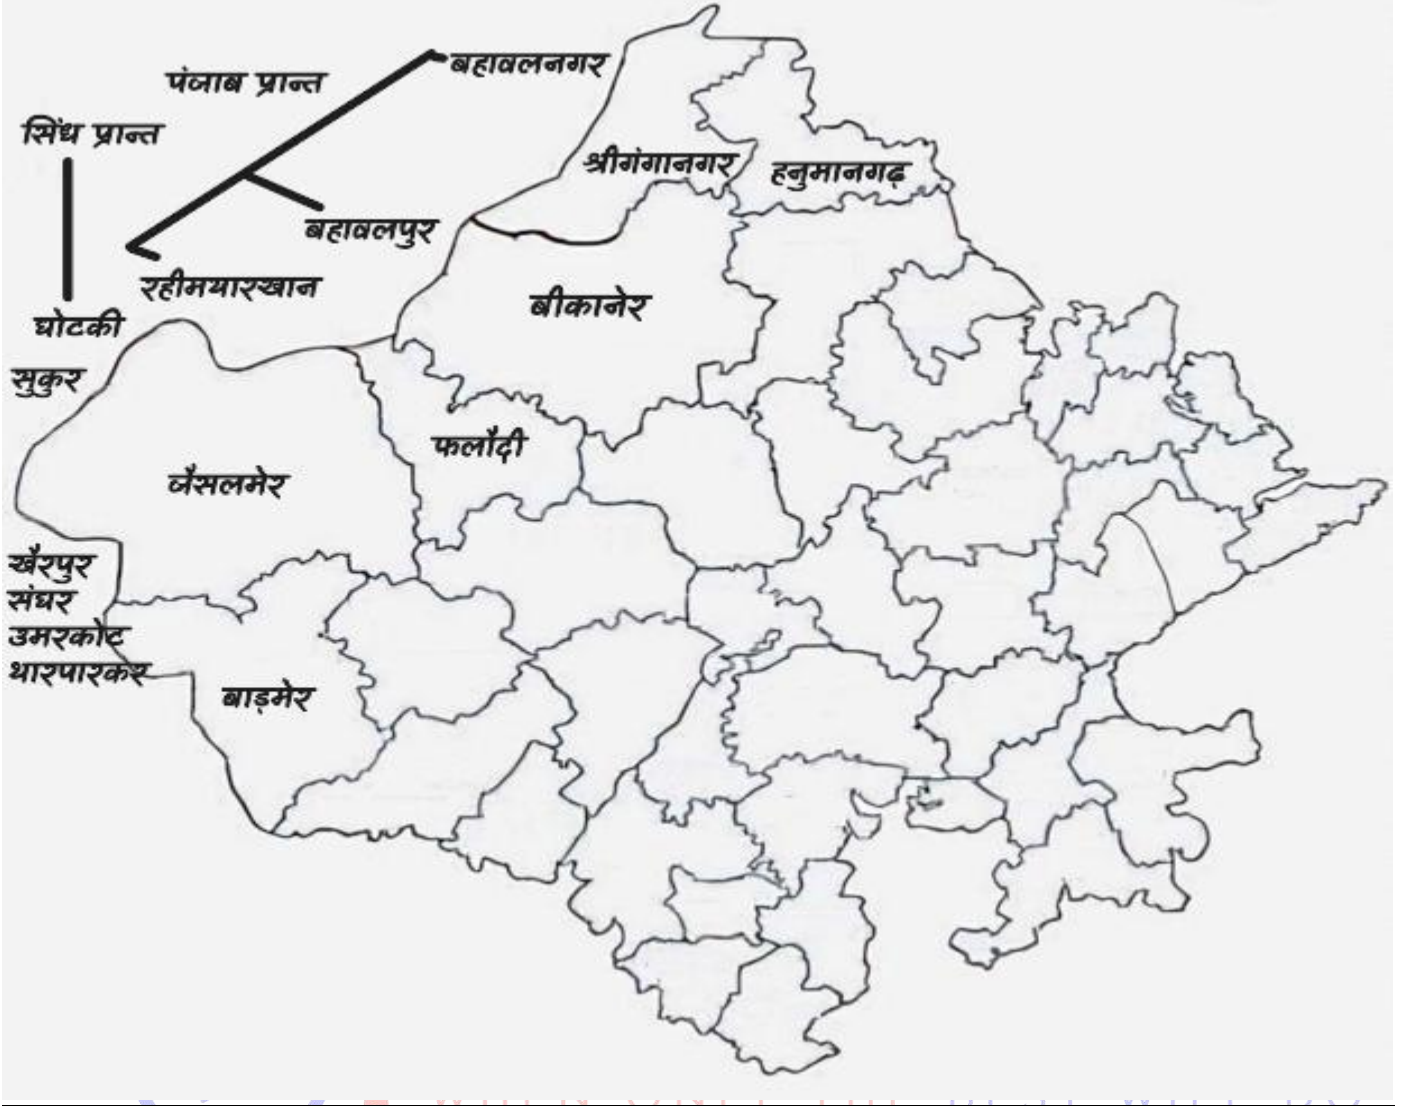 बहावलनगर
पंजाब प्रान्त
सिंध प्रान्त
श्रीगंगानगर
हनुमानगढ़
बहावलपुर
रहीमयारखान
बीकानेर
घोटकी
सुकुर
फलौदी
जैसलमेर
खैरपुर
संघर
उमरकोट
थारपारकर
बाड़मेर